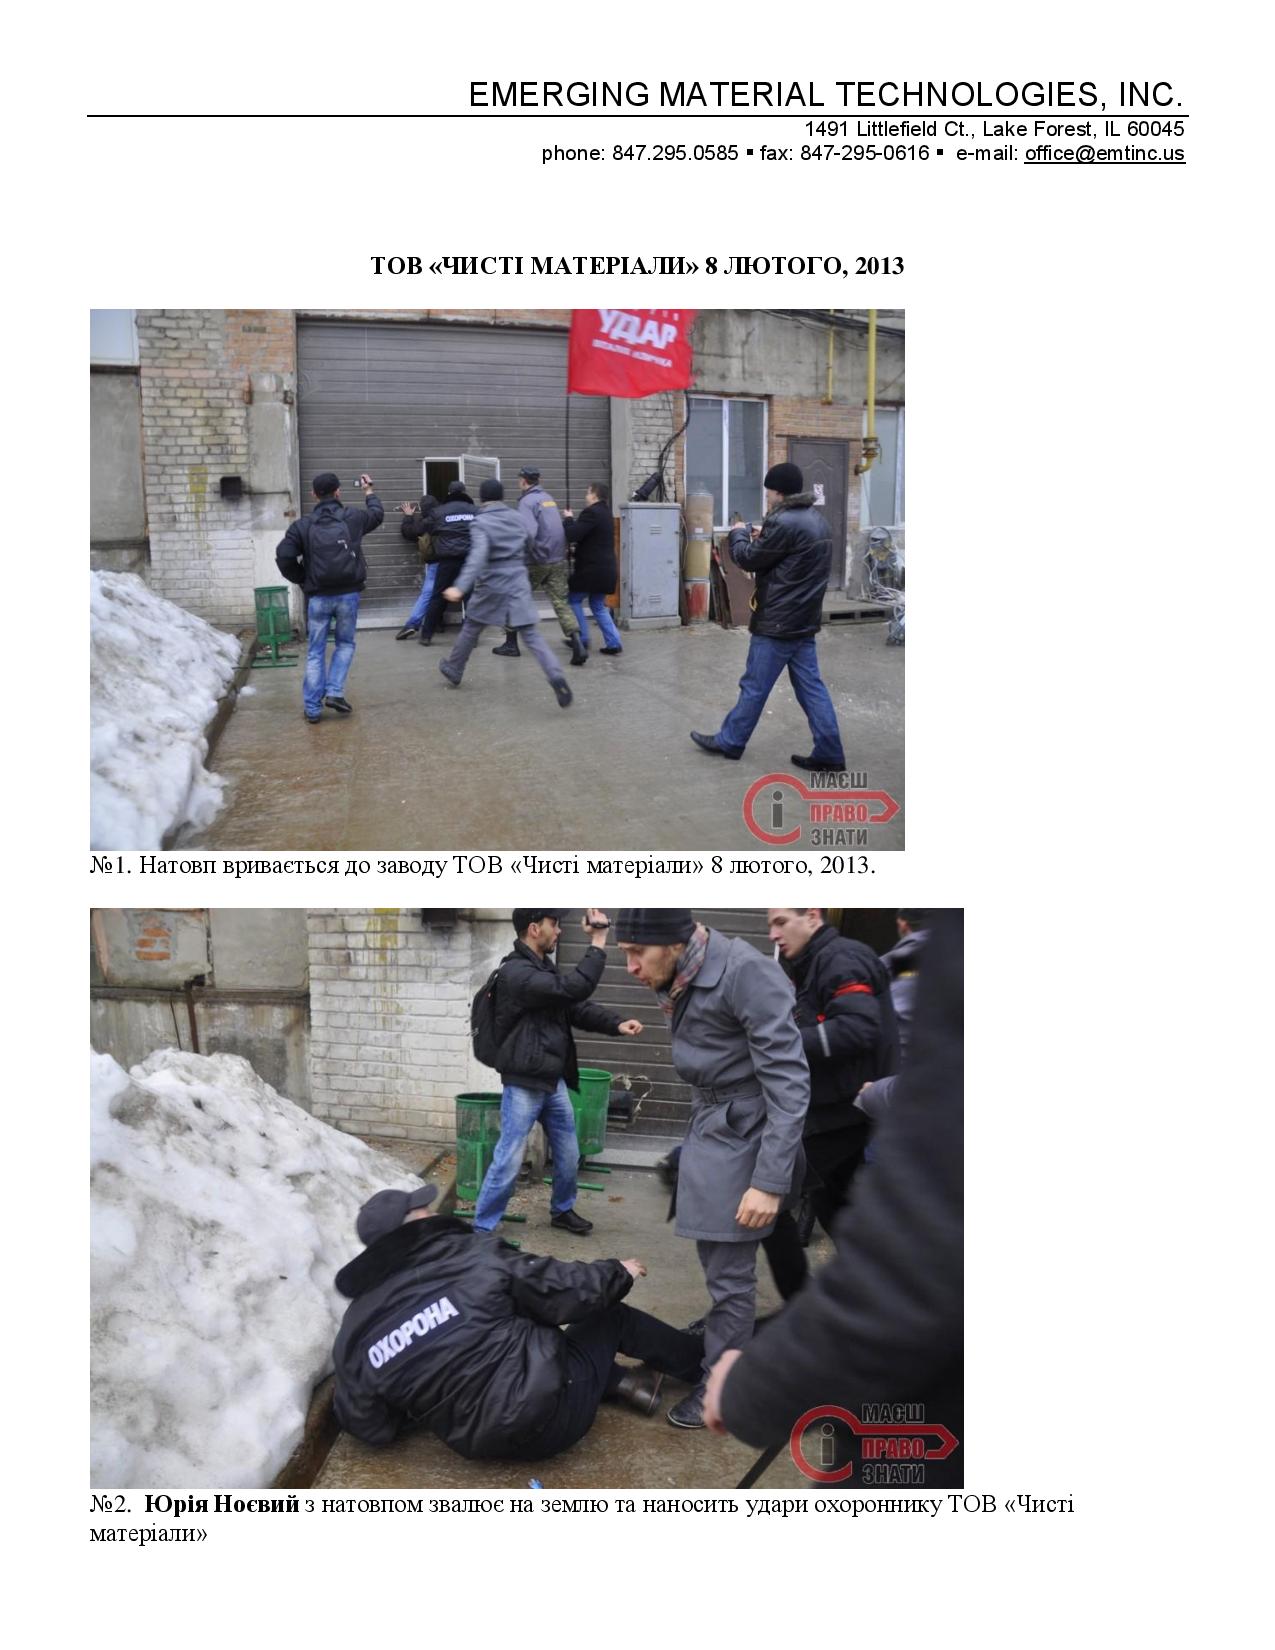 EMERGING MATERIAL TECHNOLOGIES, INC.
1491 Littlefield Ct., Lake Forest, IL 60045
phone: 847.295.0585 ▪ fax: 847-295-0616 ▪ e-mail: office@emtinc.us
ТОВ «ЧИСТІ МАТЕРІАЛИ» 8 ЛЮТОГО, 2013
УДАР
ВІТАЛІЯ КЛИЧКА
ОХОРОНА
МАЄШ
ПРАВО
ЗНАТИ
№1. Натовп вривається до заводу ТОВ «Чисті матеріали» 8 лютого, 2013.
ОХОРОНА
МАЄШ
ПРАВО
ЗНАТИ
№2. Юрія Ноєвий з натовпом звалює на землю та наносить удари охороннику ТОВ «Чисті
матеріали»